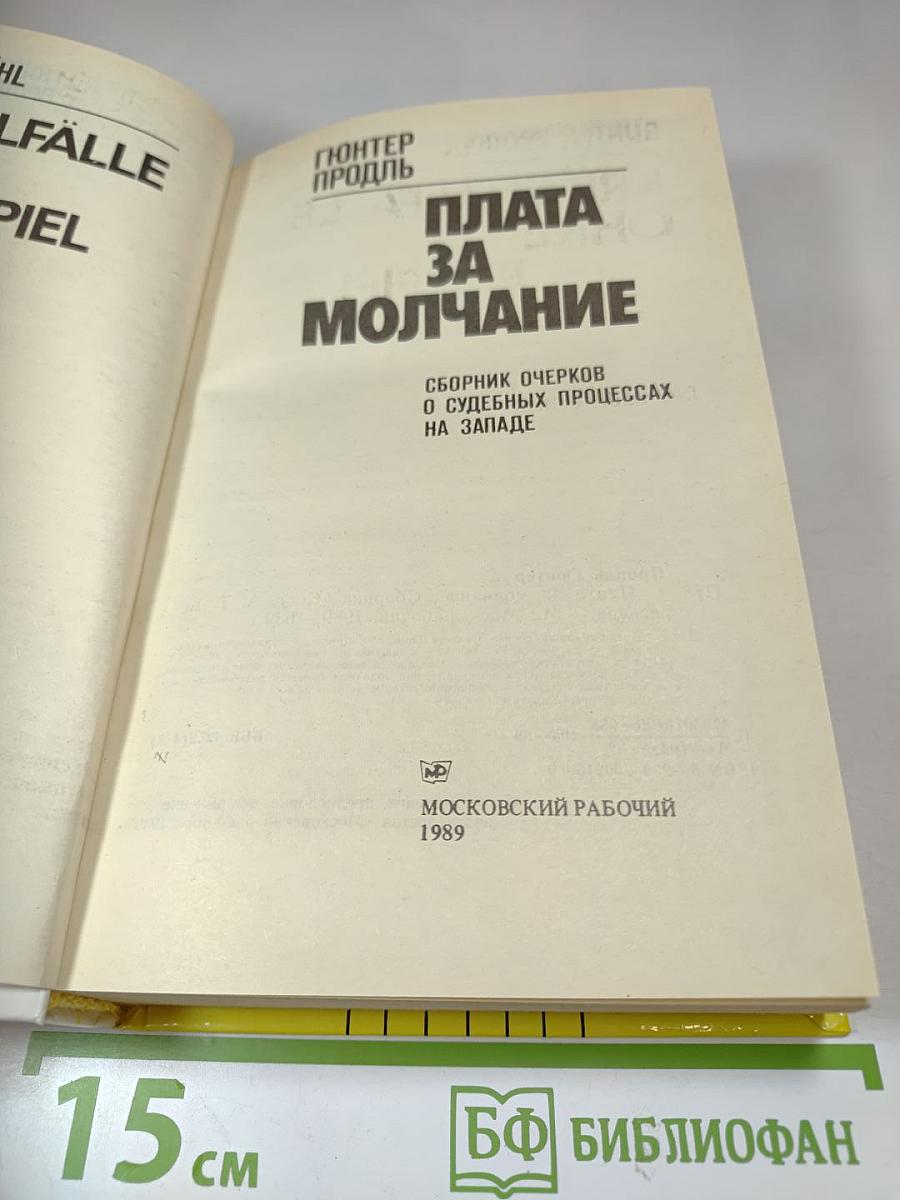 HL
LFÄLLE
PIEL
ГЮНТЕР
ПРОДЛЬ
ПЛАТА
ЗА
МОЛЧАНИЕ
СБОРНИК ОЧЕРКОВ
О СУДЕБНЫХ ПРОЦЕССАХ
НА ЗАПАДЕ
МР
МОСКОВСКИЙ РАБОЧИЙ
1989
15 см
БФ БИБЛИОФАН